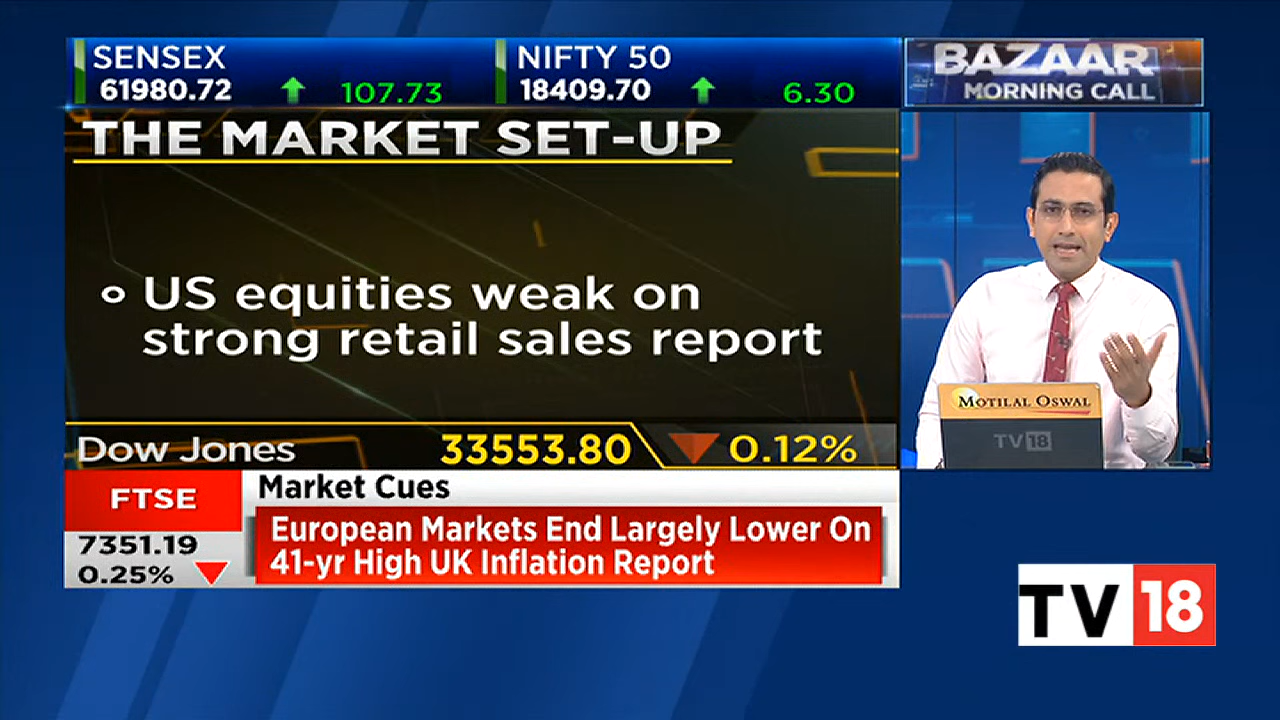 SENSEX
61980.72 107.73
NIFTY 50
18409.70 6.30
BAZAAR
MORNING CALL
THE MARKET SET-UP
US equities weak on
strong retail sales report
Dow Jones 33553.80 0.12%
MOTILAL OSWAL
TV18
FTSE
7351.19
0.25%
Market Cues
European Markets End Largely Lower On
41-yr High UK Inflation Report
TV18